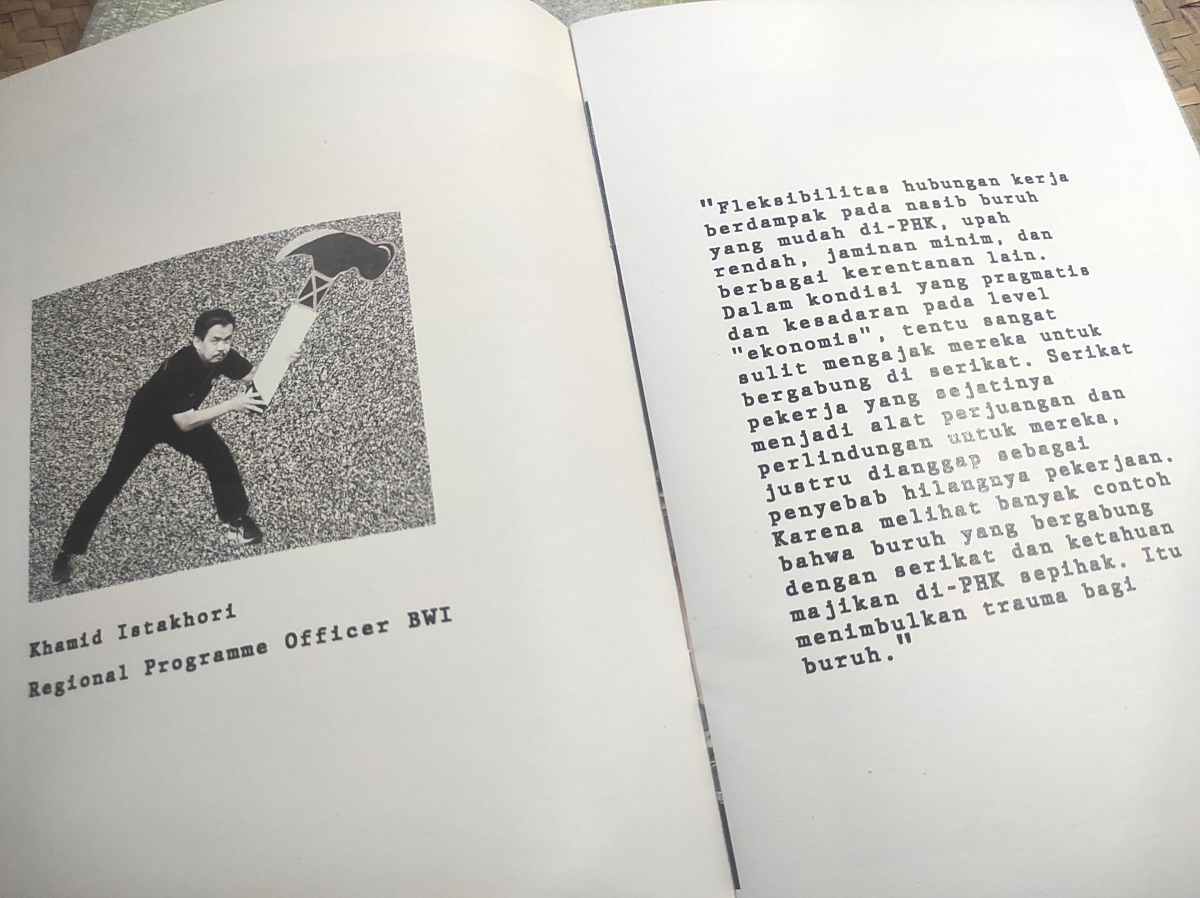 Khamid Istakhori
Regional Programme Officer BWI
"Fleksibilitas hubungan kerja
berdampak pada nasib buruh
yang mudah di-PHK, upah
rendah, jaminan minim, dan
berbagai kerentanan lain.
Dalam kondisi yang pragmatis
dan kesadaran pada level
"ekonomis", tentu sangat
sulit mengajak mereka untuk
bergabung di serikat. Serikat
pekerja yang sejatinya
menjadi alat perjuangan dan
perlindungan untuk mereka,
justru dianggap sebagai
penyebab hilangnya pekerjaan.
Karena melihat banyak contoh
bahwa buruh yang bergabung
dengan serikat dan ketahuan
majikan di-PHK sepihak. Itu
menimbulkan trauma bagi
buruh."